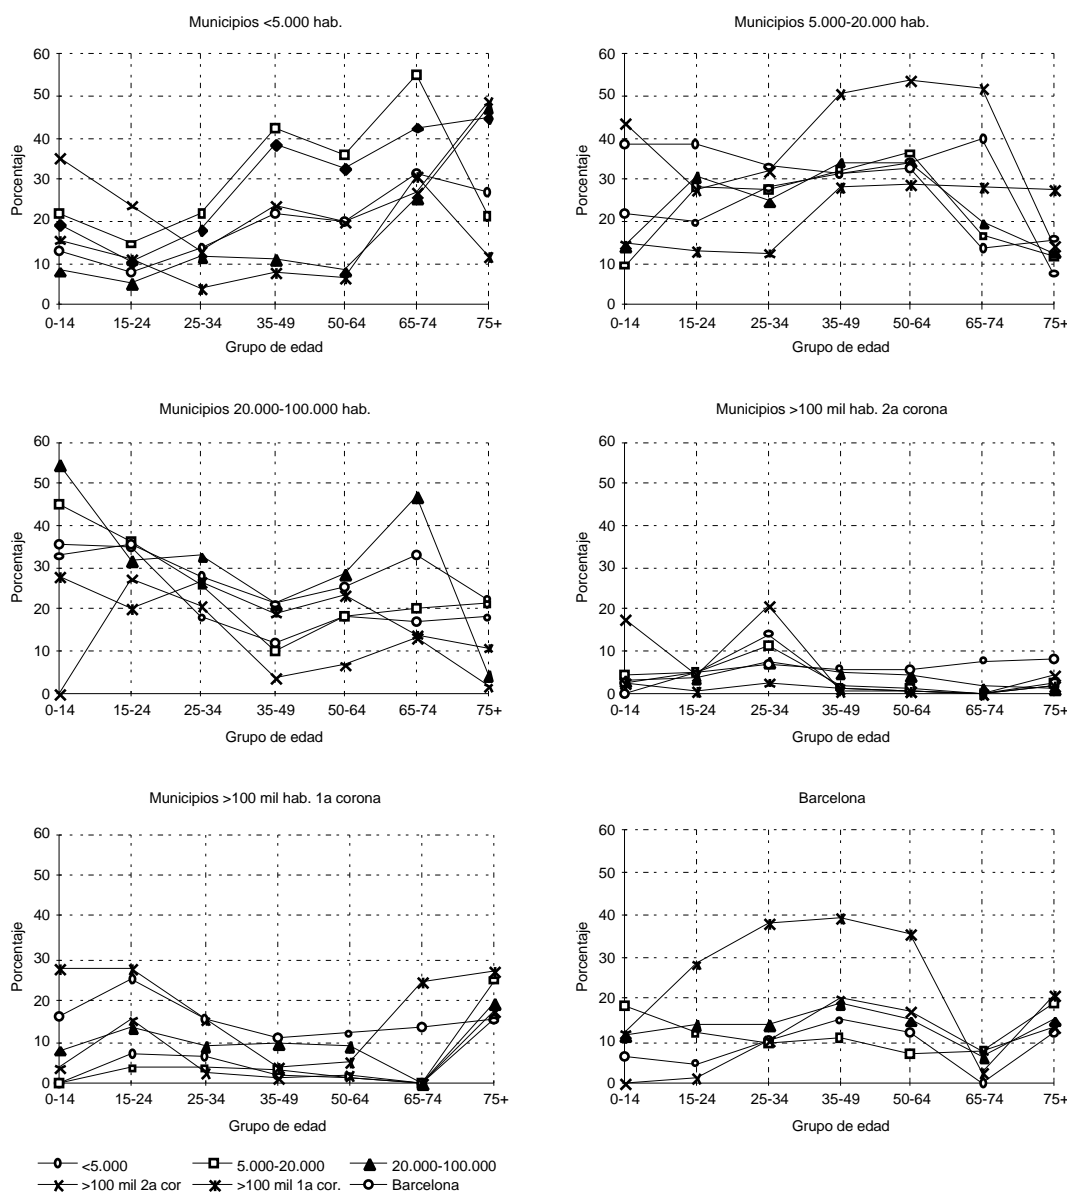 Municipios <5.000 hab.
60
50
40
30
20
10
0
Porcentaje
0-14 15-24 25-34 35-49 50-64 65-74 75+
Grupo de edad
Municipios 5.000-20.000 hab.
60
50
40
30
20
10
0
Porcentaje
0-14 15-24 25-34 35-49 50-64 65-74 75+
Grupo de edad
Municipios 20.000-100.000 hab.
60
50
40
30
20
10
0
Porcentaje
0-14 15-24 25-34 35-49 50-64 65-74 75+
Grupo de edad
Municipios >100 mil hab. 2a corona
60
50
40
30
20
10
0
Porcentaje
0-14 15-24 25-34 35-49 50-64 65-74 75+
Grupo de edad
Municipios >100 mil hab. 1a corona
60
50
40
30
20
10
0
Porcentaje
0-14 15-24 25-34 35-49 50-64 65-74 75+
Grupo de edad
Barcelona
60
50
40
30
20
10
0
Porcentaje
0-14 15-24 25-34 35-49 50-64 65-74 75+
Grupo de edad
<5.000 5.000-20.000 20.000-100.000
>100 mil 2a cor >100 mil 1a cor. Barcelona